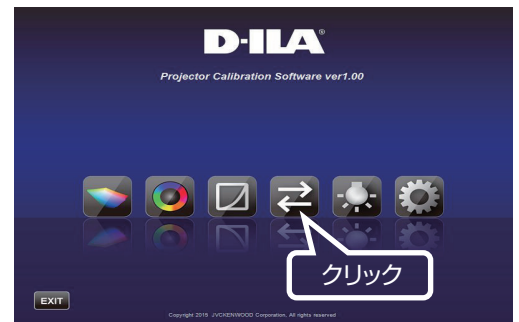 D-ILA®
Projector Calibration Software ver1.00
クリック
EXIT
Copyright 2015 JVCKENWOOD Corporation, All rights reserved